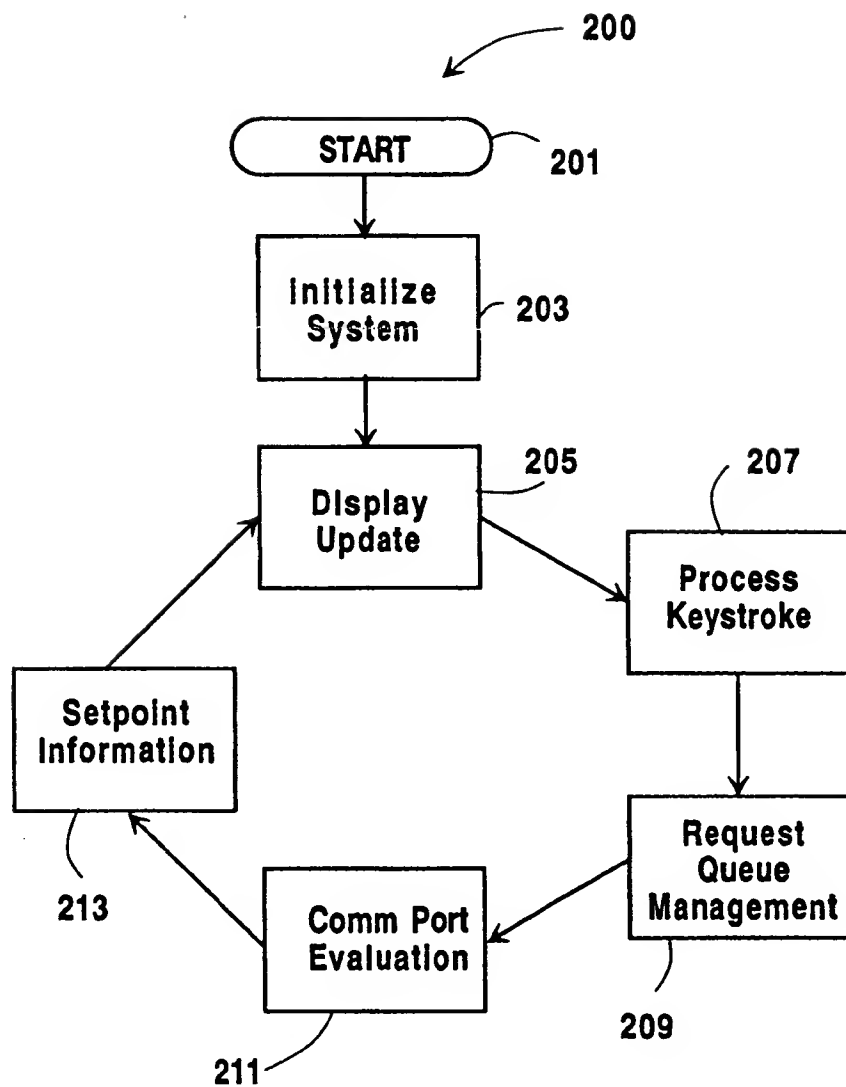 200
START
201
Initialize
System
203
Display
Update
205
207
Process
Keystroke
Setpoint
Information
213
Request
Queue
Management
209
Comm Port
Evaluation
211